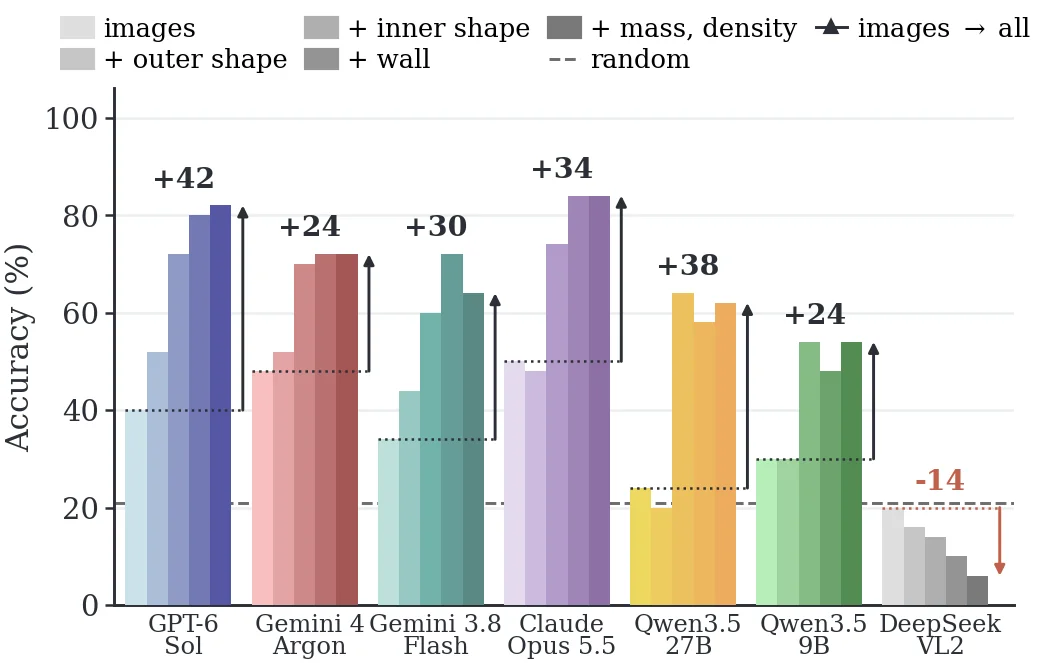 images + inner shape + mass, density images → all
+ outer shape + wall random
Accuracy (%)
100
80
60
40
20
0
+42
+24
+30
+34
+38
+24
-14
GPT-6 Sol
Gemini 4 Argon
Gemini 3.8 Flash
Claude Opus 5.5
Qwen3.5 27B
Qwen3.5 9B
DeepSeek VL2